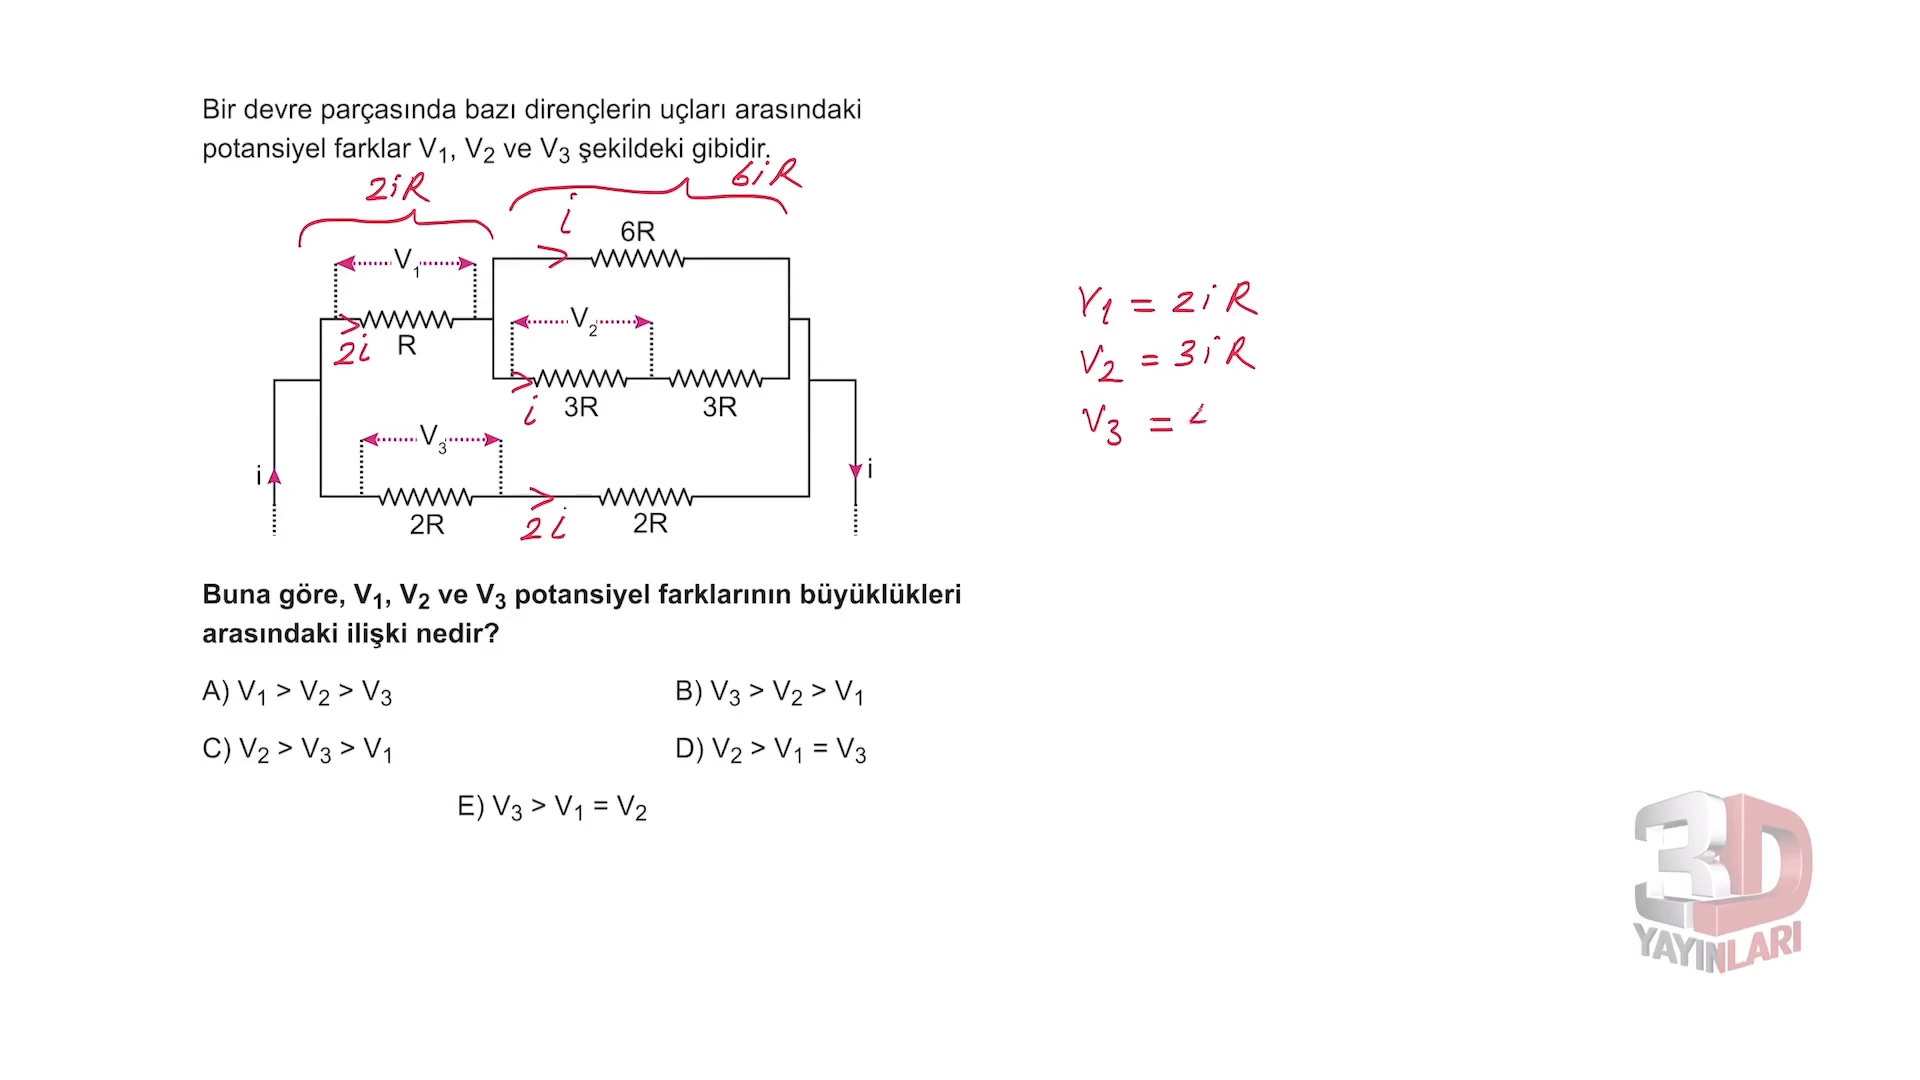 Bir devre parçasında bazı dirençlerin uçları arasındaki
potansiyel farklar V1, V2 ve V3 şekildeki gibidir.
2iR
6iR
i
6R
V1
V2
2i
R
i
3R
3R
V3
i
i
2R
2i
2R
V1 = 2iR
V2 = 3iR
V3 =
Buna göre, V1, V2 ve V3 potansiyel farklarının büyüklükleri
arasındaki ilişki nedir?
A) V1 > V2 > V3
B) V3 > V2 > V1
C) V2 > V3 > V1
D) V2 > V1 = V3
E) V3 > V1 = V2
3D
YAYINLARI